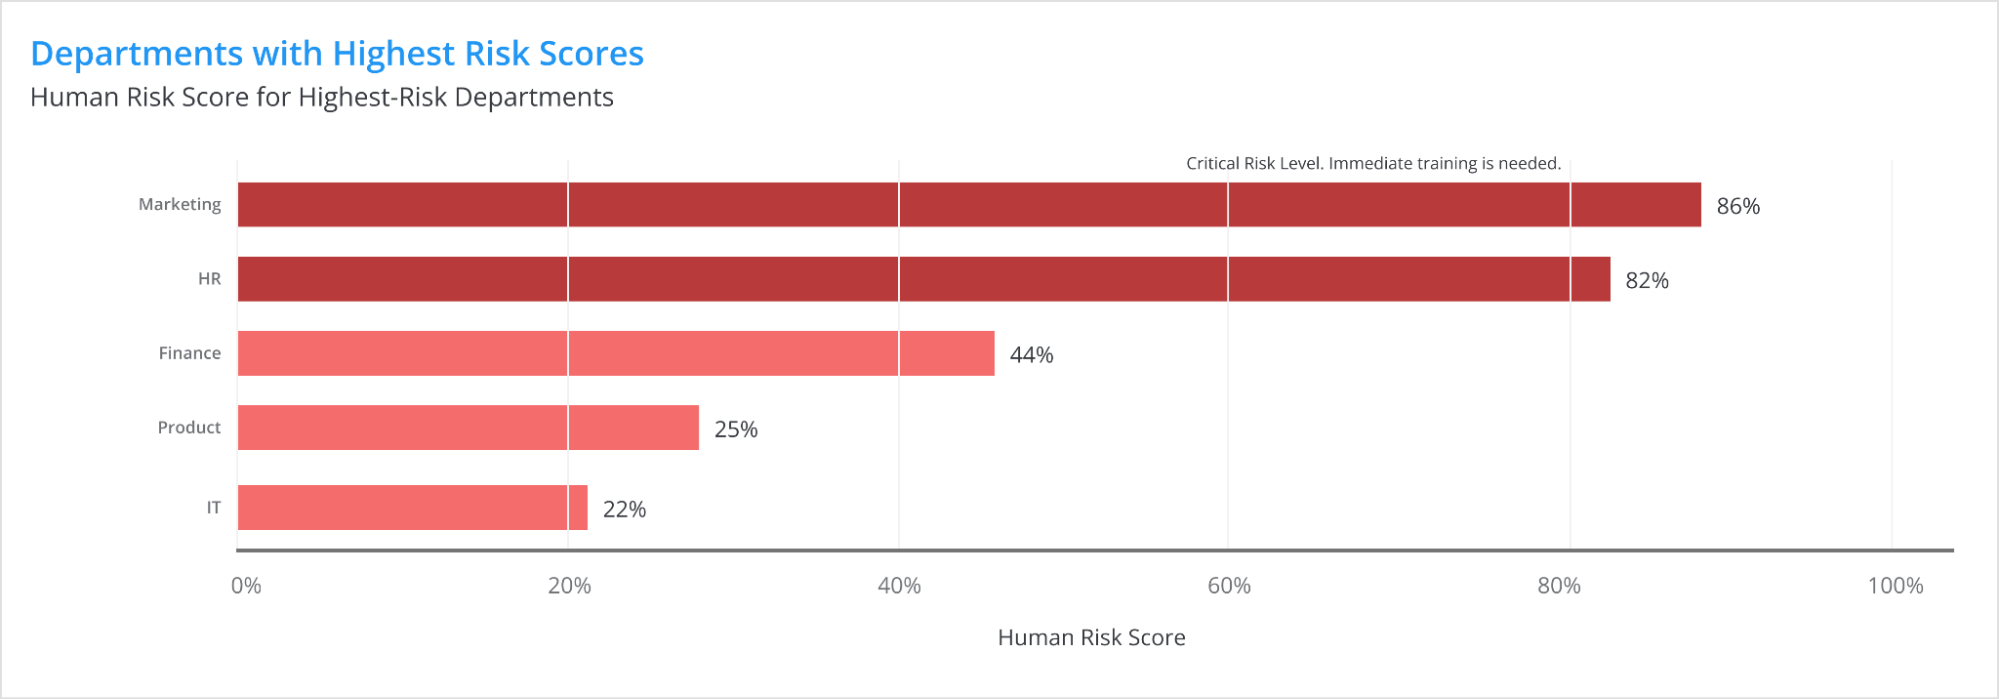 Departments with Highest Risk Scores
Human Risk Score for Highest-Risk Departments
Critical Risk Level. Immediate training is needed.
Marketing 86%
HR 82%
Finance 44%
Product 25%
IT 22%
0% 20% 40% 60% 80% 100%
Human Risk Score